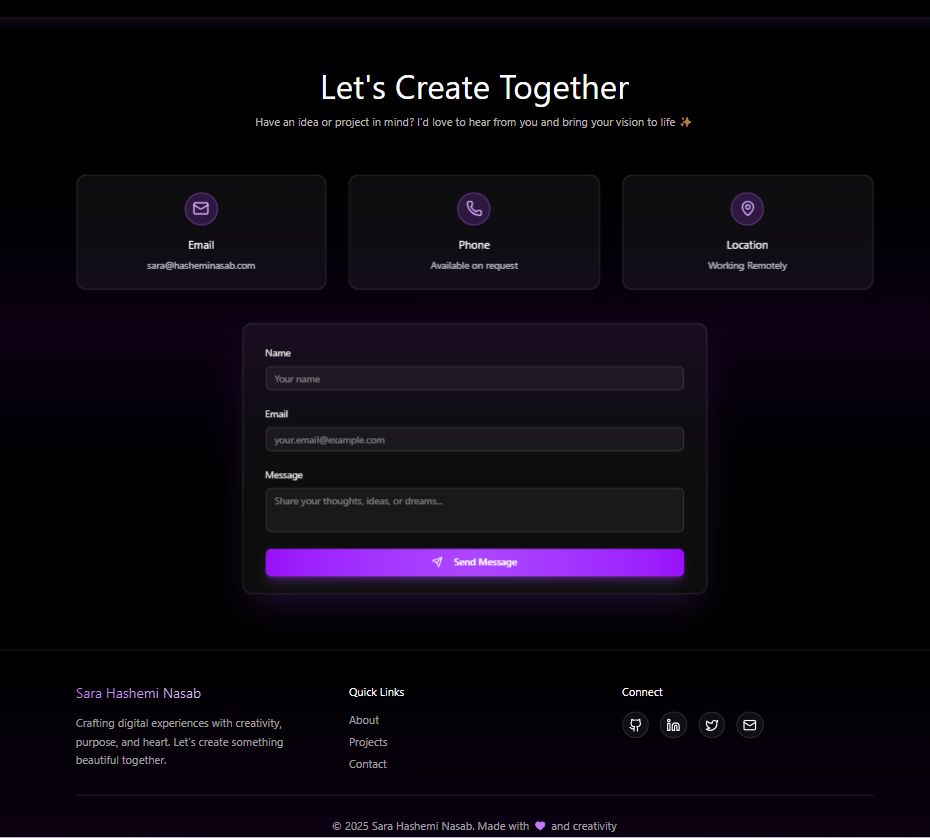 Let's Create Together
Have an idea or project in mind? I'd love to hear from you and bring your vision to life ✨
Email
sara@hasheminasab.com
Phone
Available on request
Location
Working Remotely
Name
Your name
Email
your.email@example.com
Message
Share your thoughts, ideas, or dreams...
Send Message
Sara Hashemi Nasab
Crafting digital experiences with creativity,
purpose, and heart. Let's create something
beautiful together.
Quick Links
About
Projects
Contact
Connect
© 2025 Sara Hashemi Nasab. Made with 💜 and creativity